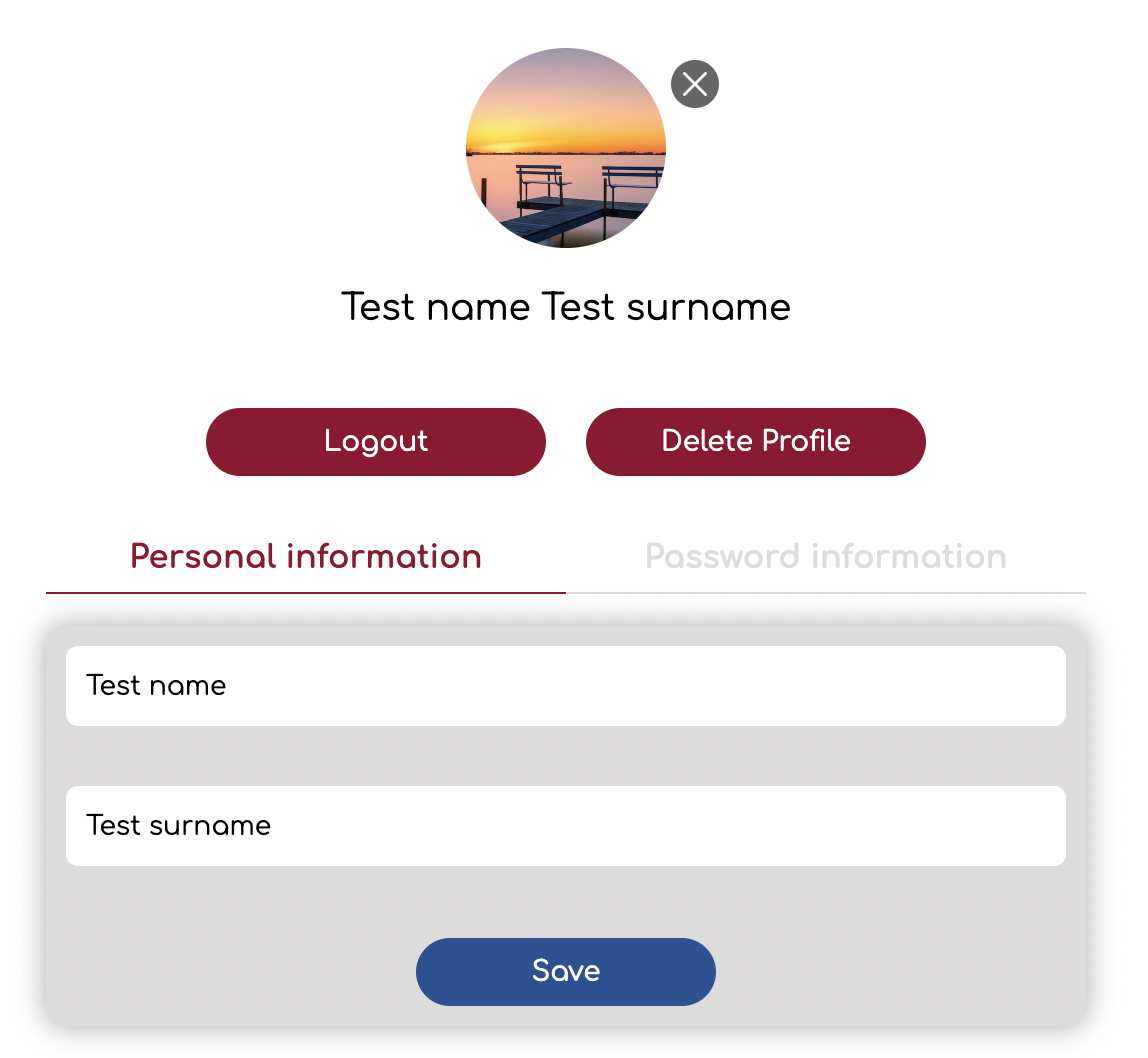 Test name Test surname
Logout
Delete Profile
Personal information
Password information
Test name
Test surname
Save